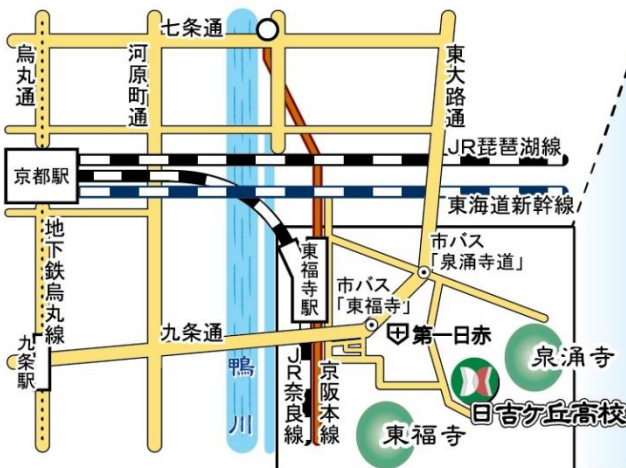 七条通
烏丸通
河原町通
東大路通
JR琵琶湖線
京都駅
東海道新幹線
地下鉄烏丸線
東福寺駅
市バス
「泉涌寺道」
市バス
「東福寺」
九条通
第一日赤
九条駅
鴨川
JR奈良線
京阪本線
泉涌寺
日吉ケ丘高校
東福寺